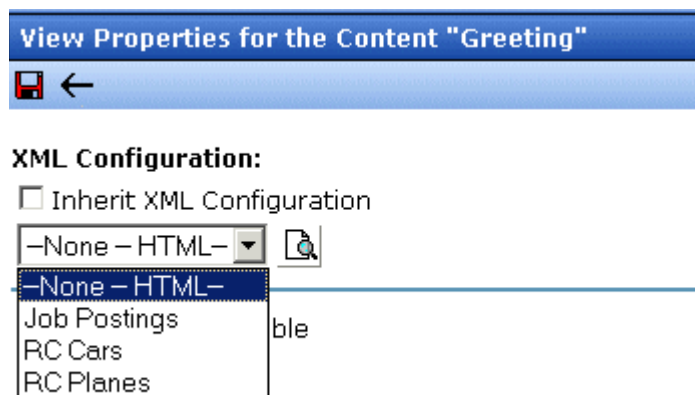 View Properties for the Content "Greeting"
XML Configuration:
Inherit XML Configuration
–None – HTML–
–None – HTML–
Job Postings
ble
RC Cars
RC Planes